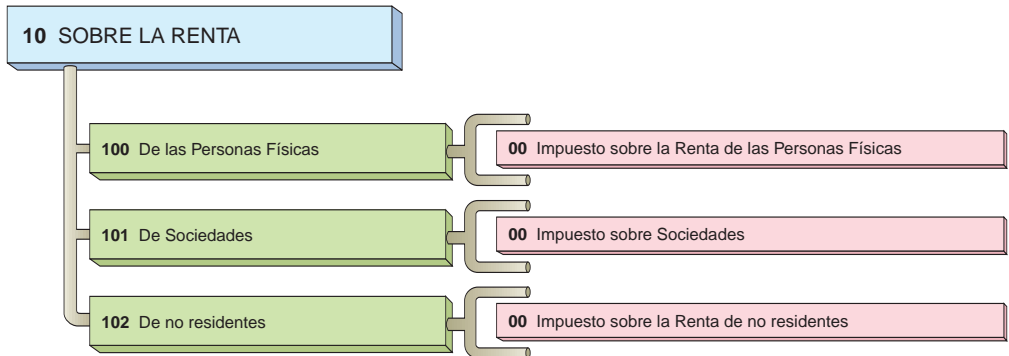 10 SOBRE LA RENTA
100 De las Personas Físicas
00 Impuesto sobre la Renta de las Personas Físicas
101 De Sociedades
00 Impuesto sobre Sociedades
102 De no residentes
00 Impuesto sobre la Renta de no residentes